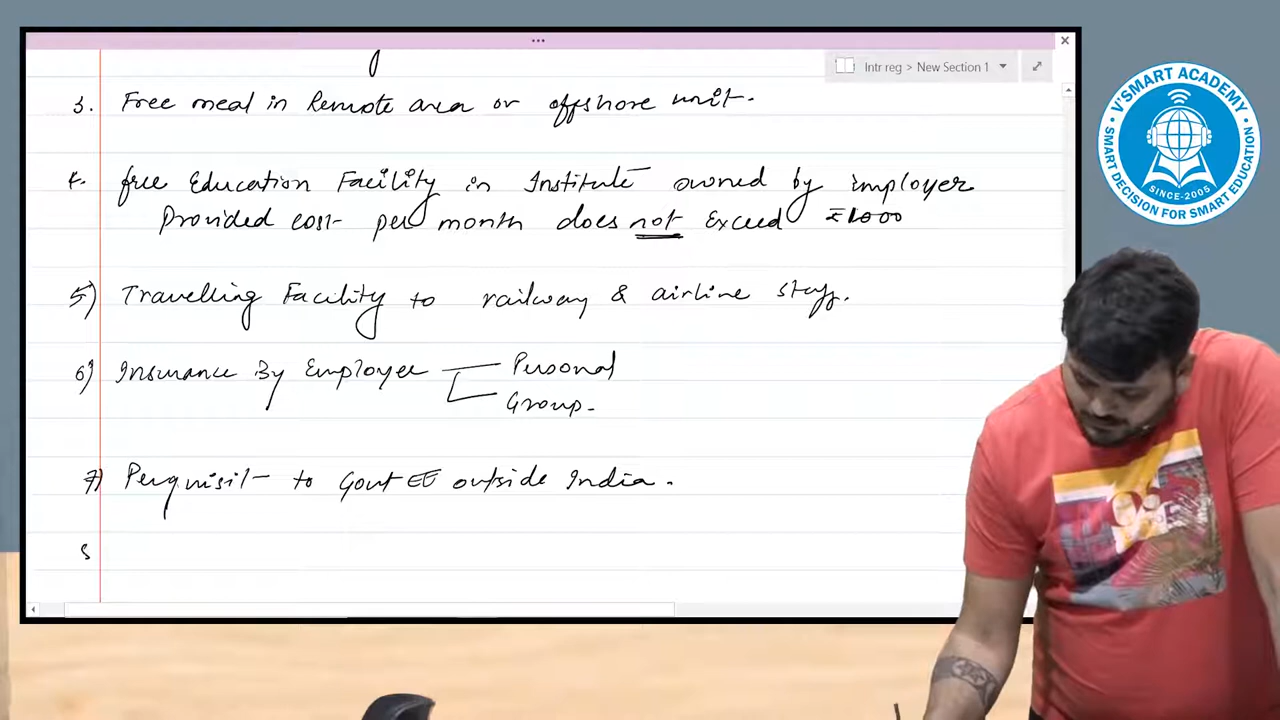 Intr reg > New Section 1
3. Free meal in Remote area or offshore unit.
4. free Education Facility in Institute owned by employer
Provided cost per month does not Exceed ₹1000
5) Travelling Facility to railway & airline staff.
6) Insurance By Employer
Personal
Group.
7) Perquisit to Govt EE outside India.
8
V'SMART ACADEMY
SINCE-2005
SMART DECISION FOR SMART EDUCATION